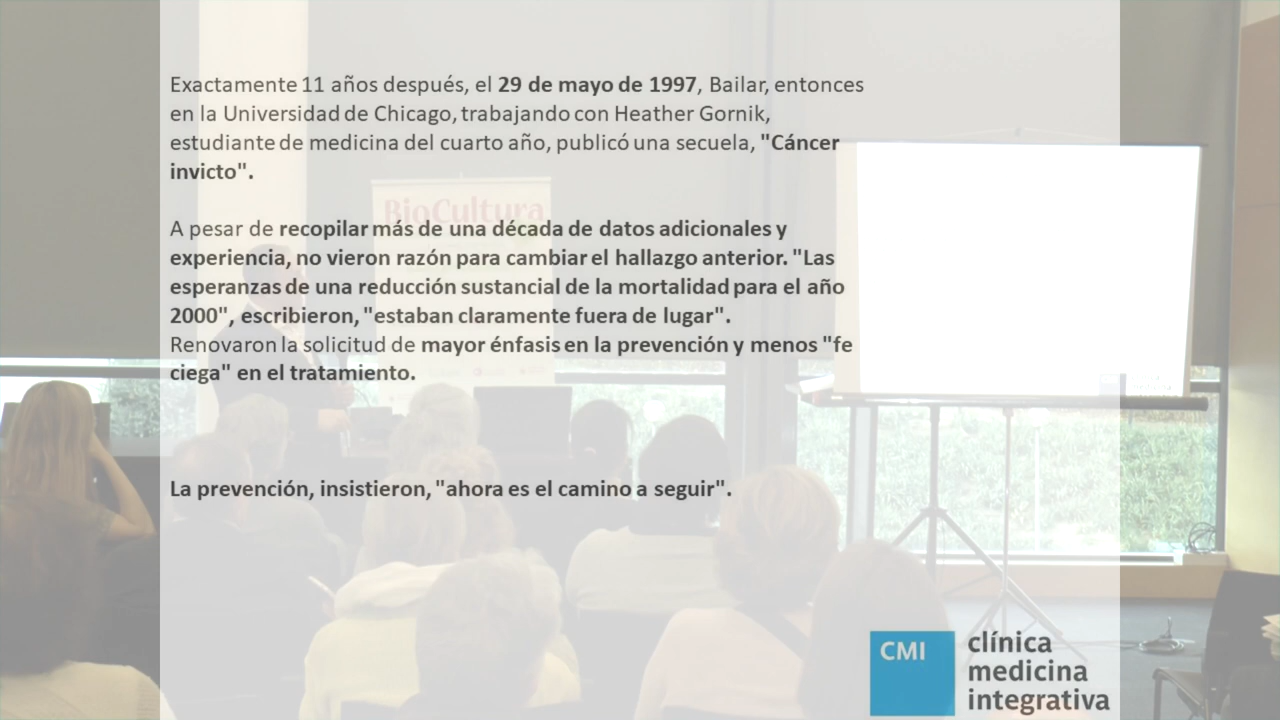 Exactamente 11 años después, el 29 de mayo de 1997, Bailar, entonces
en la Universidad de Chicago, trabajando con Heather Gornik,
estudiante de medicina del cuarto año, publicó una secuela, "Cáncer
invicto".
A pesar de recopilar más de una década de datos adicionales y
experiencia, no vieron razón para cambiar el hallazgo anterior. "Las
esperanzas de una reducción sustancial de la mortalidad para el año
2000", escribieron, "estaban claramente fuera de lugar".
Renovaron la solicitud de mayor énfasis en la prevención y menos "fe
ciega" en el tratamiento.
La prevención, insistieron, "ahora es el camino a seguir".
BioCultura
CMI
clínica
medicina
integrativa